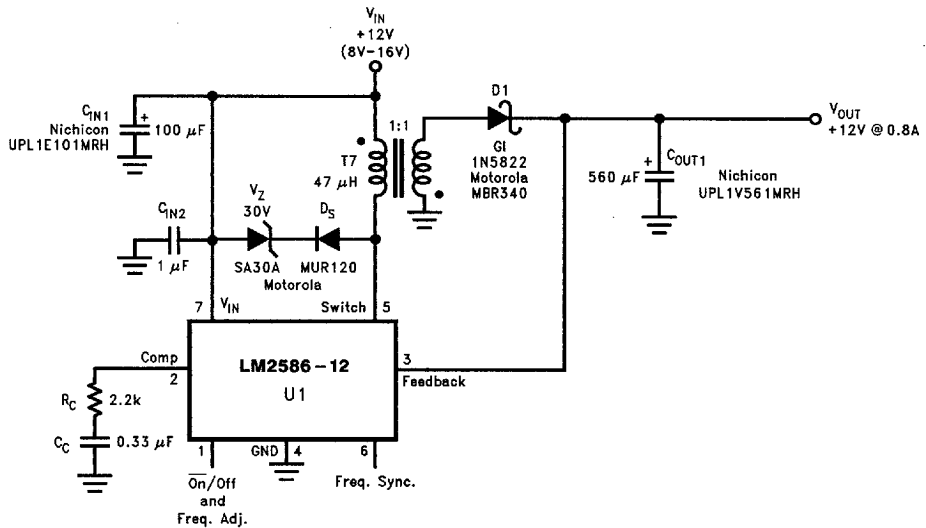 V_IN
+12V
(8V-16V)
C_IN1
Nichicon
UPL1E101MRH
+
100 μF
1:1
T7
47 μH
D1
GI
1N5822
Motorola
MBR340
V_OUT
+12V @ 0.8A
+
C_OUT1
560 μF
Nichicon
UPL1V561MRH
C_IN2
1 μF
V_Z
30V
D_S
SA30A
MUR120
Motorola
7
V_IN
Switch
5
Comp
2
LM2586-12
U1
3
Feedback
R_C
2.2k
C_C
0.33 μF
1
GND
4
6
O̅n̅/Off
and
Freq. Adj.
Freq. Sync.